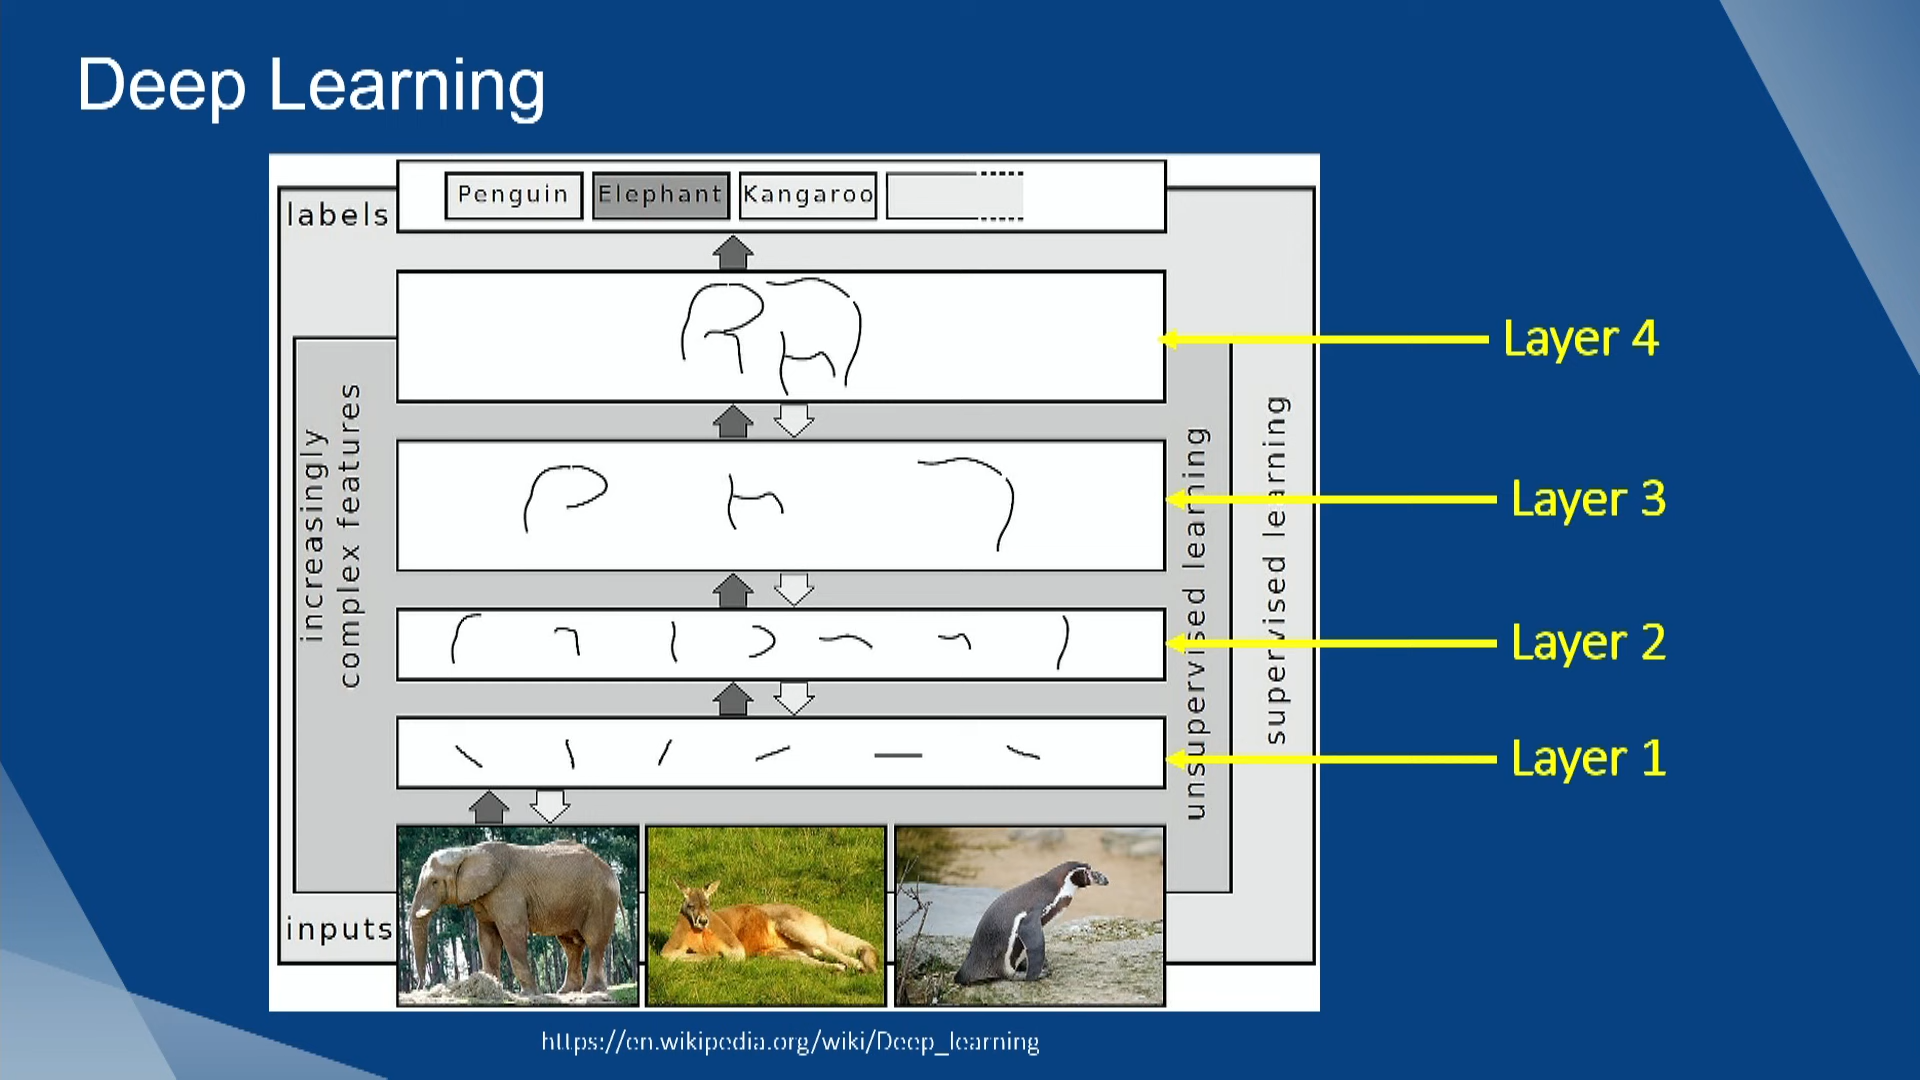 Deep Learning
labels
Penguin
Elephant
Kangaroo
Layer 4
increasingly
complex features
Layer 3
unsupervised learning
supervised learning
Layer 2
Layer 1
inputs
https://en.wikipedia.org/wiki/Deep_learning